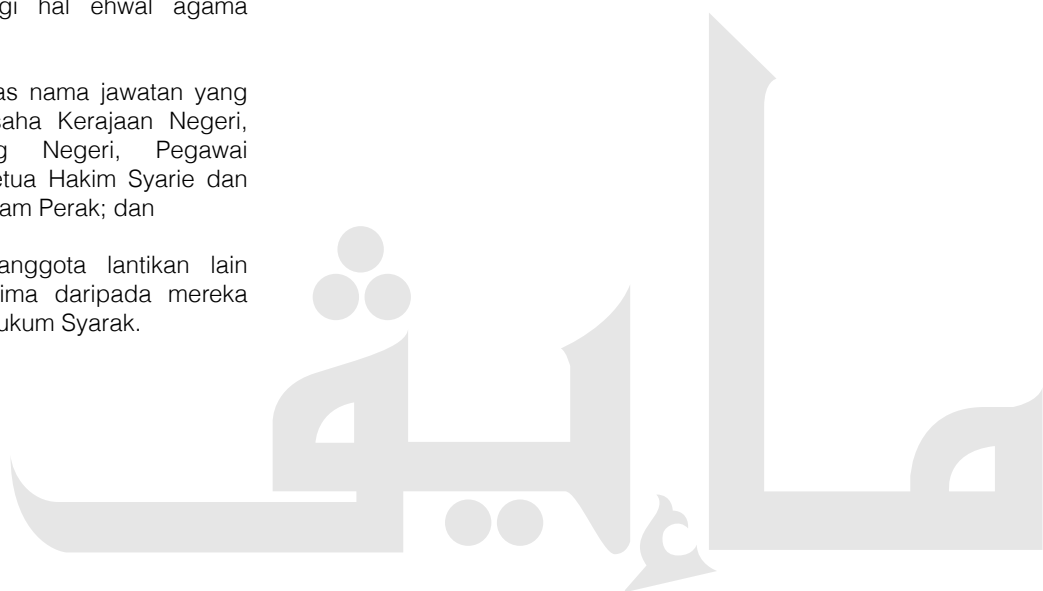 gi hal ehwal agama
as nama jawatan yang
saha Kerajaan Negeri,
g Negeri, Pegawai
etua Hakim Syarie dan
am Perak; dan
anggota lantikan lain
ima daripada mereka
ukum Syarak.
ماإيڤ